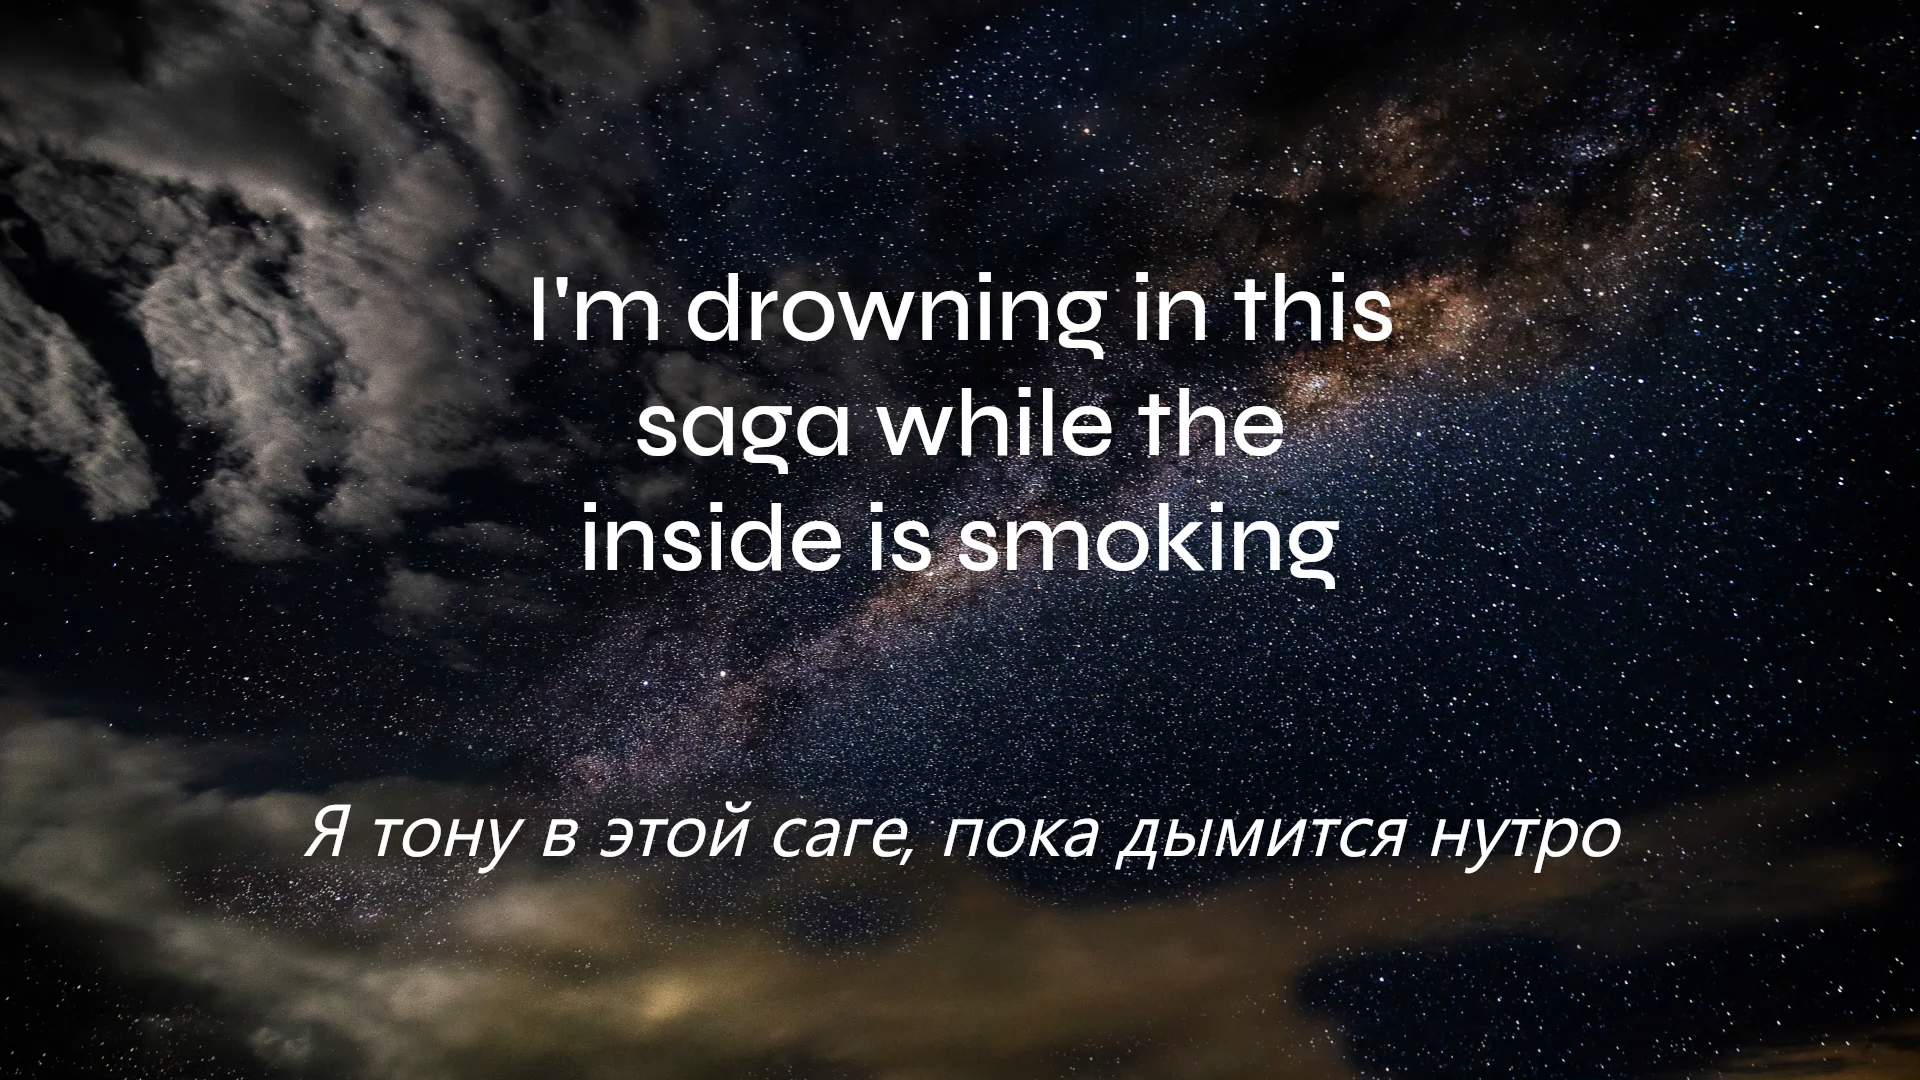 I'm drowning in this
saga while the
inside is smoking
Я тону в этой саге, пока дымится нутро